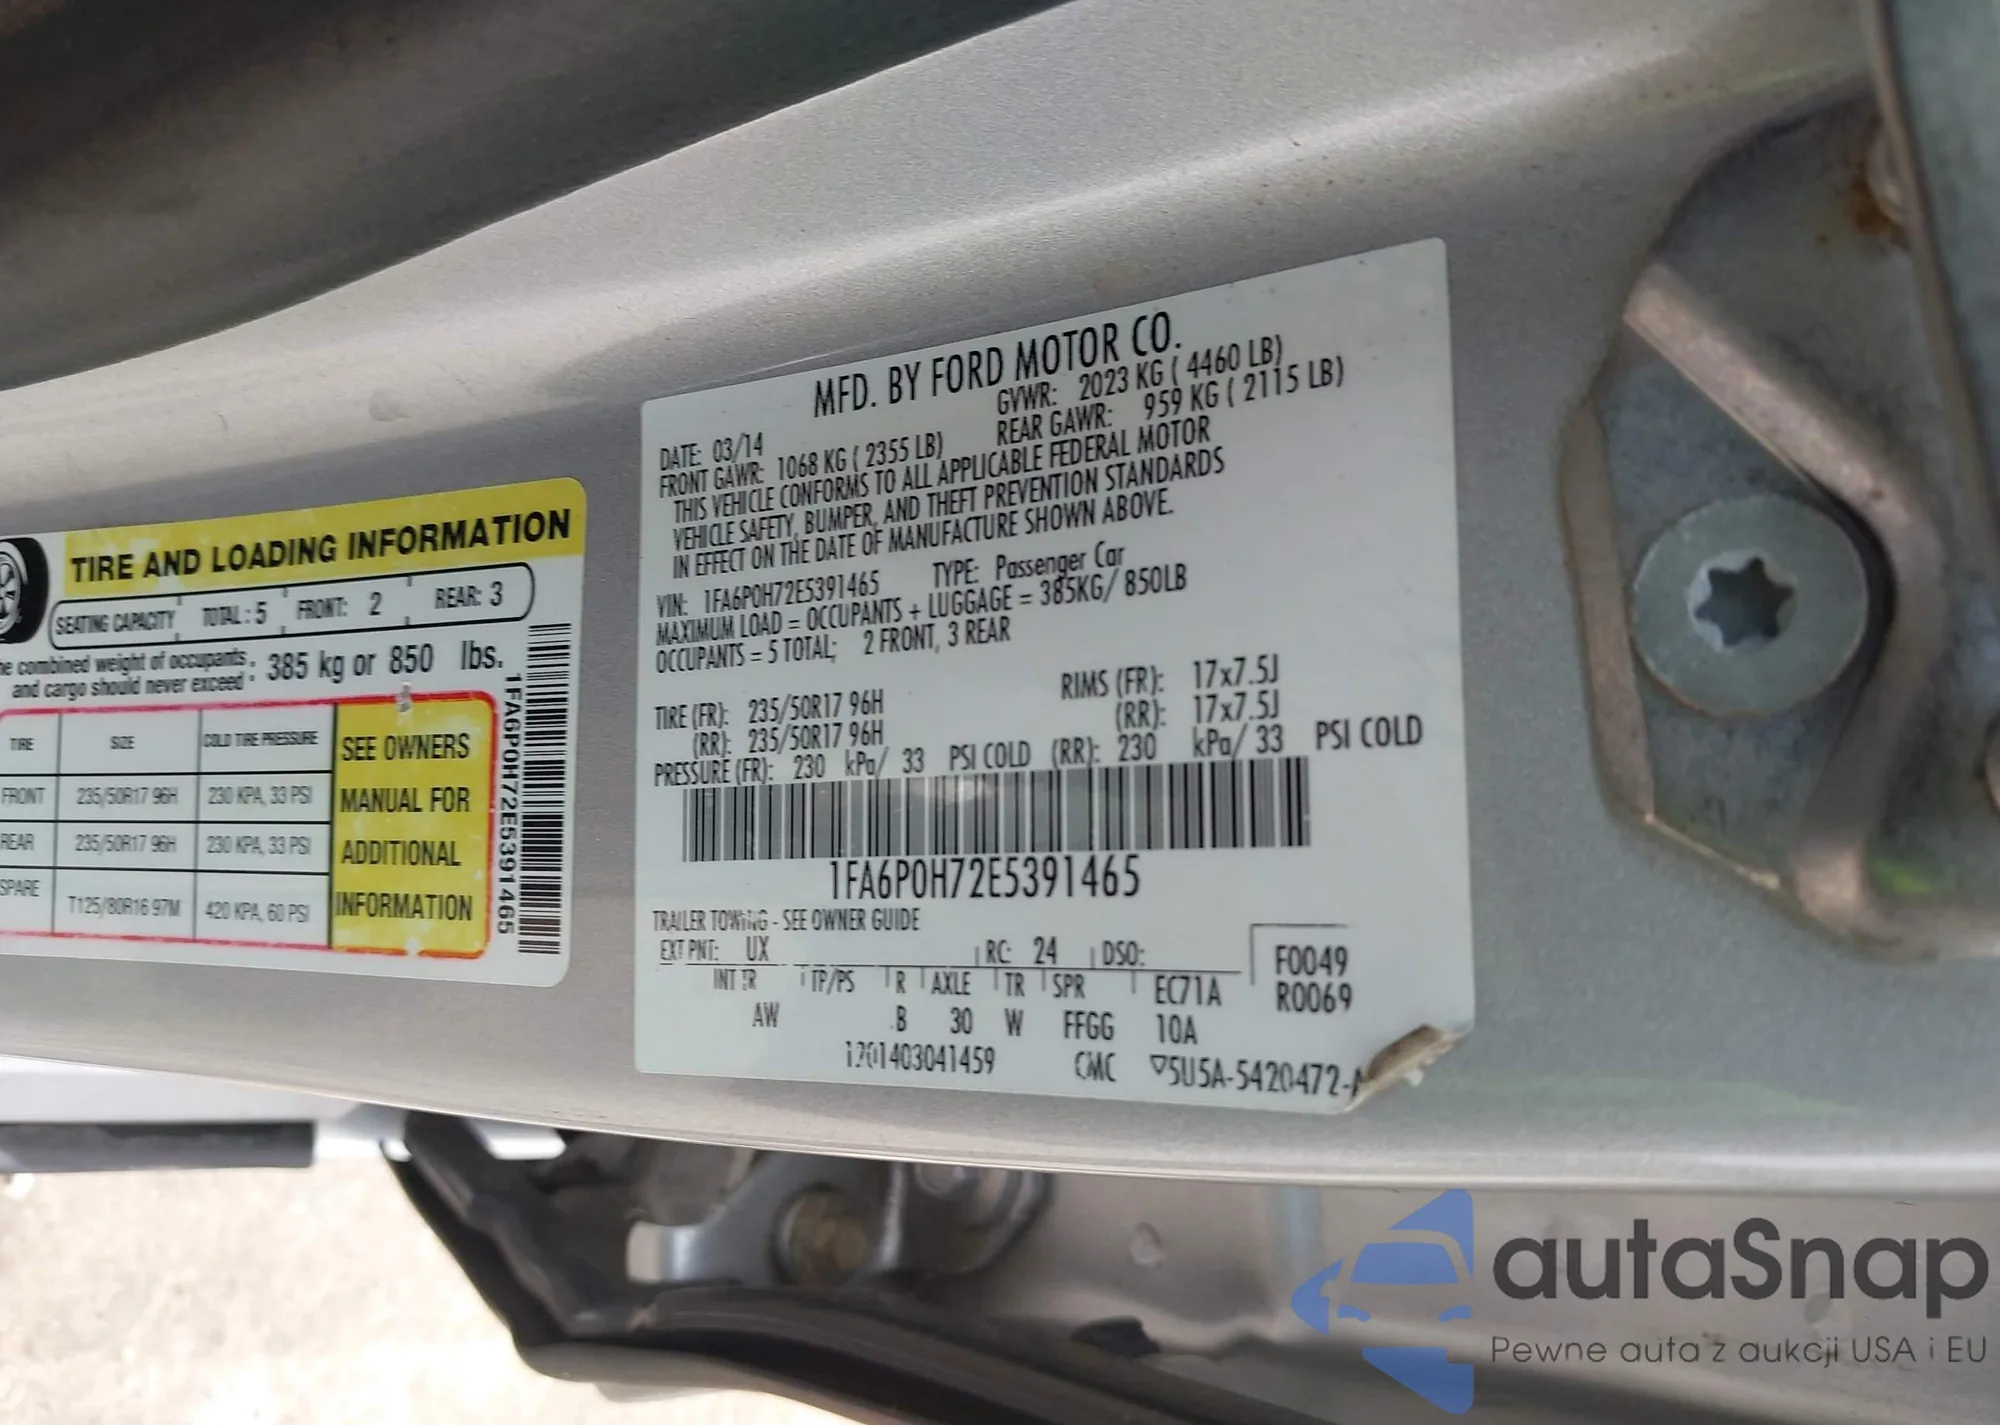 TIRE AND LOADING INFORMATION
SEATING CAPACITY TOTAL: 5 FRONT: 2 REAR: 3
combined weight of occupants and cargo should never exceed: 385 kg or 850 lbs.
TIRE SIZE COLD TIRE PRESSURE
FRONT 235/50R17 96H 230 KPA, 33 PSI
REAR 235/50R17 96H 230 KPA, 33 PSI
SPARE T125/80R16 97M 420 KPA, 60 PSI
SEE OWNERS
MANUAL FOR
ADDITIONAL
INFORMATION
1FA6P0H72E5391465
MFD. BY FORD MOTOR CO.
DATE: 03/14 GVWR: 2023 KG ( 4460 LB)
FRONT GAWR: 1068 KG ( 2355 LB) REAR GAWR: 959 KG ( 2115 LB)
THIS VEHICLE CONFORMS TO ALL APPLICABLE FEDERAL MOTOR
VEHICLE SAFETY, BUMPER, AND THEFT PREVENTION STANDARDS
IN EFFECT ON THE DATE OF MANUFACTURE SHOWN ABOVE.
VIN: 1FA6P0H72E5391465 TYPE: Passenger Car
MAXIMUM LOAD = OCCUPANTS + LUGGAGE = 385KG/ 850LB
OCCUPANTS = 5 TOTAL; 2 FRONT, 3 REAR
TIRE (FR): 235/50R17 96H RIMS (FR): 17x7.5J
(RR): 235/50R17 96H (RR): 17x7.5J
PRESSURE (FR): 230 kPa/ 33 PSI COLD (RR): 230 kPa/ 33 PSI COLD
1FA6P0H72E5391465
TRAILER TOWING - SEE OWNER GUIDE
EXT PNT: UX RC: 24 DSO: F0049
INT TR TP/PS R AXLE TR SPR EC71A R0069
AW B 30 W FFGG 10A
1201403041459 CMC 5U5A-5420472-A
autaSnap
Pewne auta z aukcji USA i EU